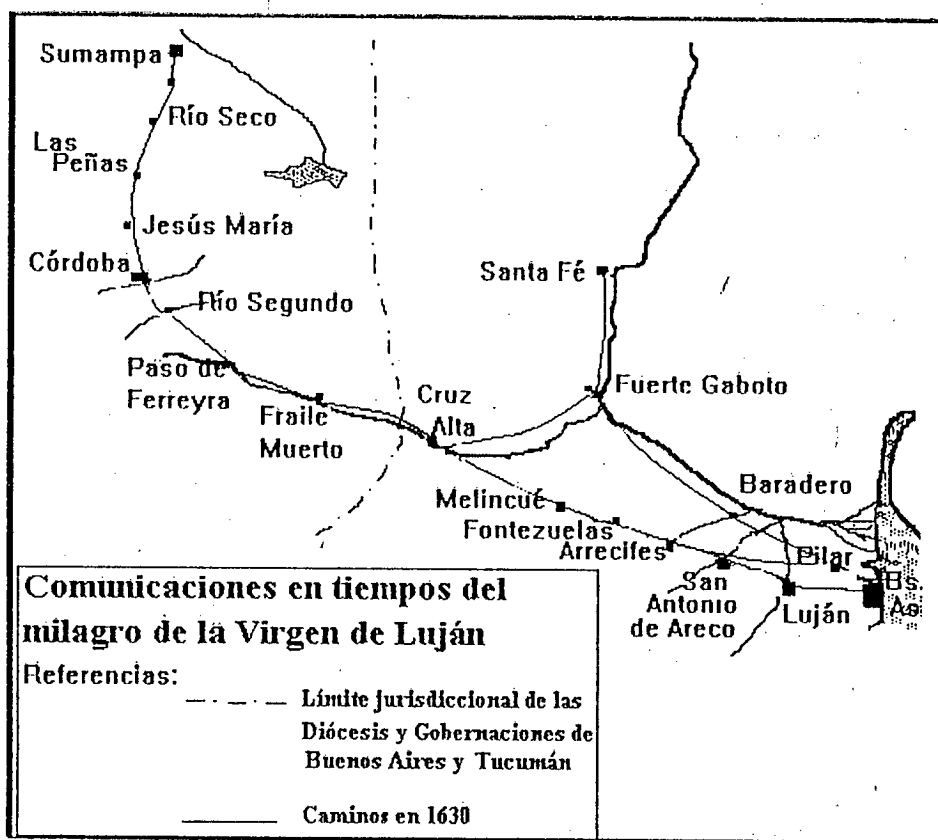 Sumampa
Río Seco
Las
Peñas
Jesús María
Córdoba
Río Segundo
Santa Fé
Paso de
Ferreyra
Fraile
Muerto
Cruz
Alta
Fuerte Gaboto
Baradero
Melincué
Fontezuelas
Arrecifes
Pilar
San
Antonio
de Areco
Luján
Bs
As
Comunicaciones en tiempos del
milagro de la Virgen de Luján
Referencias:
Límite jurisdiccional de las
Diócesis y Gobernaciones de
Buenos Aires y Tucumán
Caminos en 1630